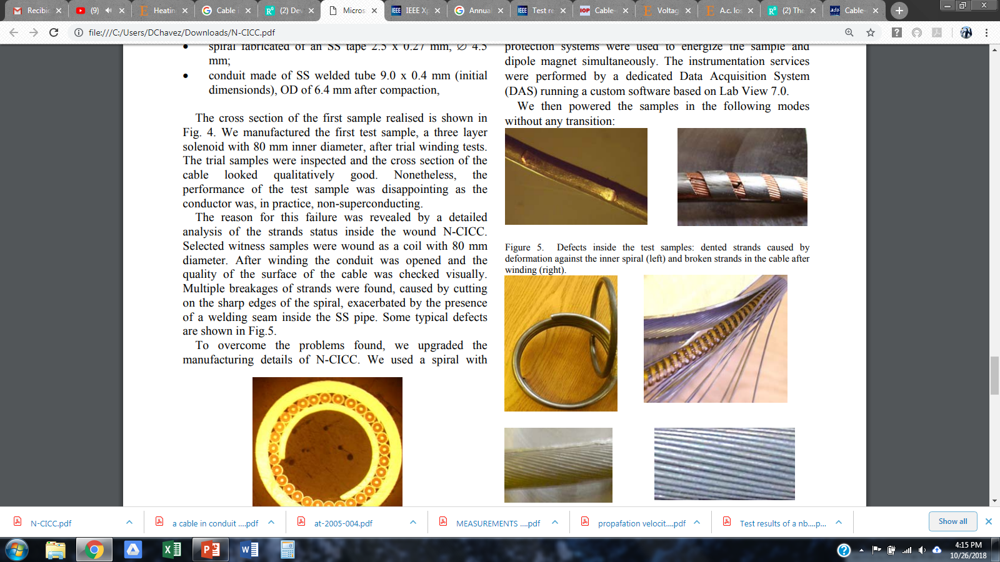 Recibid
(9)
Heatin
Cable i
(2) Dev
Micros
IEEE
IEEE Xp
Annual
IEEE
Test re
IOP
Cable-
Voltag
A.c. los
(2) The
ads
Cable-
file:///C:/Users/DChavez/Downloads/N-CICC.pdf
• spiral fabricated of an SS tape 2.5 x 0.27 mm, ∅ 4.5
mm;
• conduit made of SS welded tube 9.0 x 0.4 mm (initial
dimensionds), OD of 6.4 mm after compaction,
The cross section of the first sample realised is shown in
Fig. 4. We manufactured the first test sample, a three layer
solenoid with 80 mm inner diameter, after trial winding tests.
The trial samples were inspected and the cross section of the
cable looked qualitatively good. Nonetheless, the
performance of the test sample was disappointing as the
conductor was, in practice, non-superconducting.
The reason for this failure was revealed by a detailed
analysis of the strands status inside the wound N-CICC.
Selected witness samples were wound as a coil with 80 mm
diameter. After winding the conduit was opened and the
quality of the surface of the cable was checked visually.
Multiple breakages of strands were found, caused by cutting
on the sharp edges of the spiral, exacerbated by the presence
of a welding seam inside the SS pipe. Some typical defects
are shown in Fig.5.
To overcome the problems found, we upgraded the
manufacturing details of N-CICC. We used a spiral with
protection systems were used to energize the sample and
dipole magnet simultaneously. The instrumentation services
were performed by a dedicated Data Acquisition System
(DAS) running a custom software based on Lab View 7.0.
We then powered the samples in the following modes
without any transition:
Figure 5. Defects inside the test samples: dented strands caused by
deformation against the inner spiral (left) and broken strands in the cable after
winding (right).
N-CICC.pdf
a cable in conduit ....pdf
at-2005-004.pdf
MEASUREMENTS ....pdf
propafation velocit....pdf
Test results of a nb....p...
Show all
4:15 PM
10/26/2018